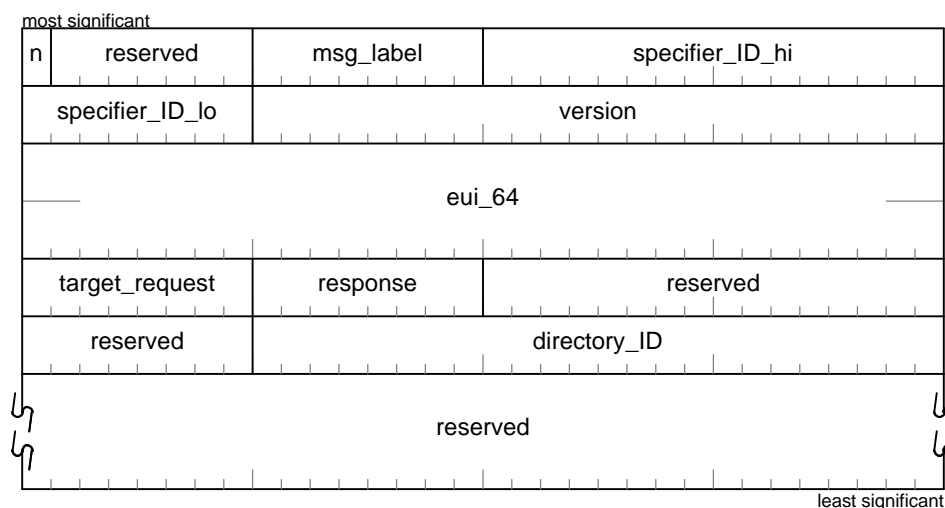 most significant
n reserved msg_label specifier_ID_hi
specifier_ID_lo version
eui_64
target_request response reserved
reserved directory_ID
reserved
least significant